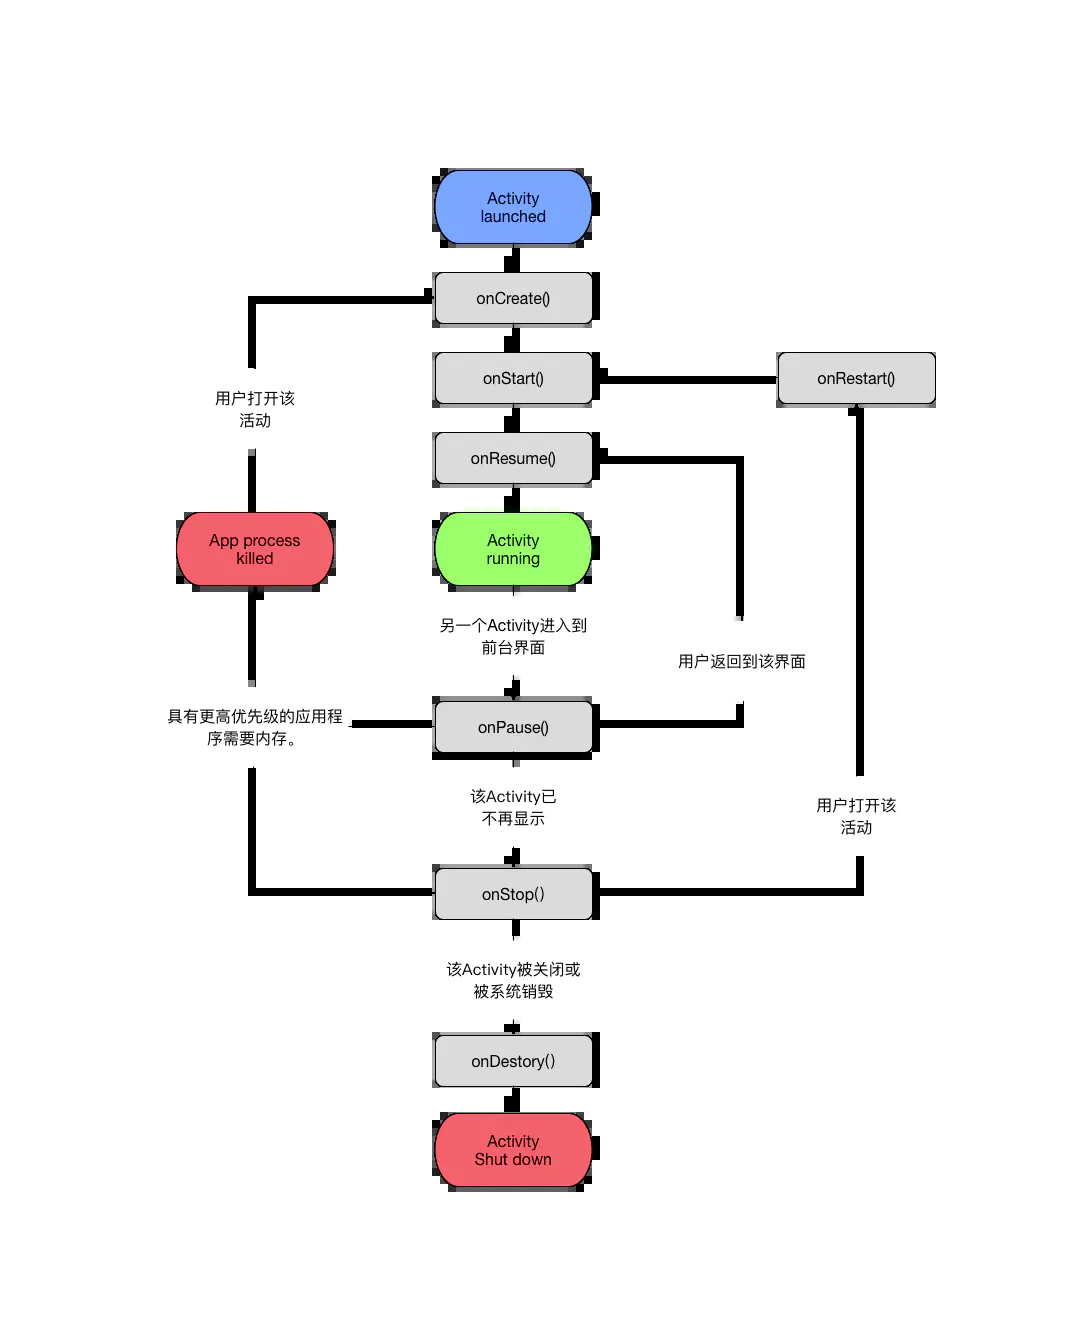 Activity
launched
onCreate()
onStart()
onRestart()
用户打开该
活动
onResume()
App process
killed
Activity
running
另一个Activity进入到
前台界面
用户返回到该界面
具有更高优先级的应用程
序需要内存。
onPause()
该Activity已
不再显示
用户打开该
活动
onStop()
该Activity被关闭或
被系统销毁
onDestory()
Activity
Shut down